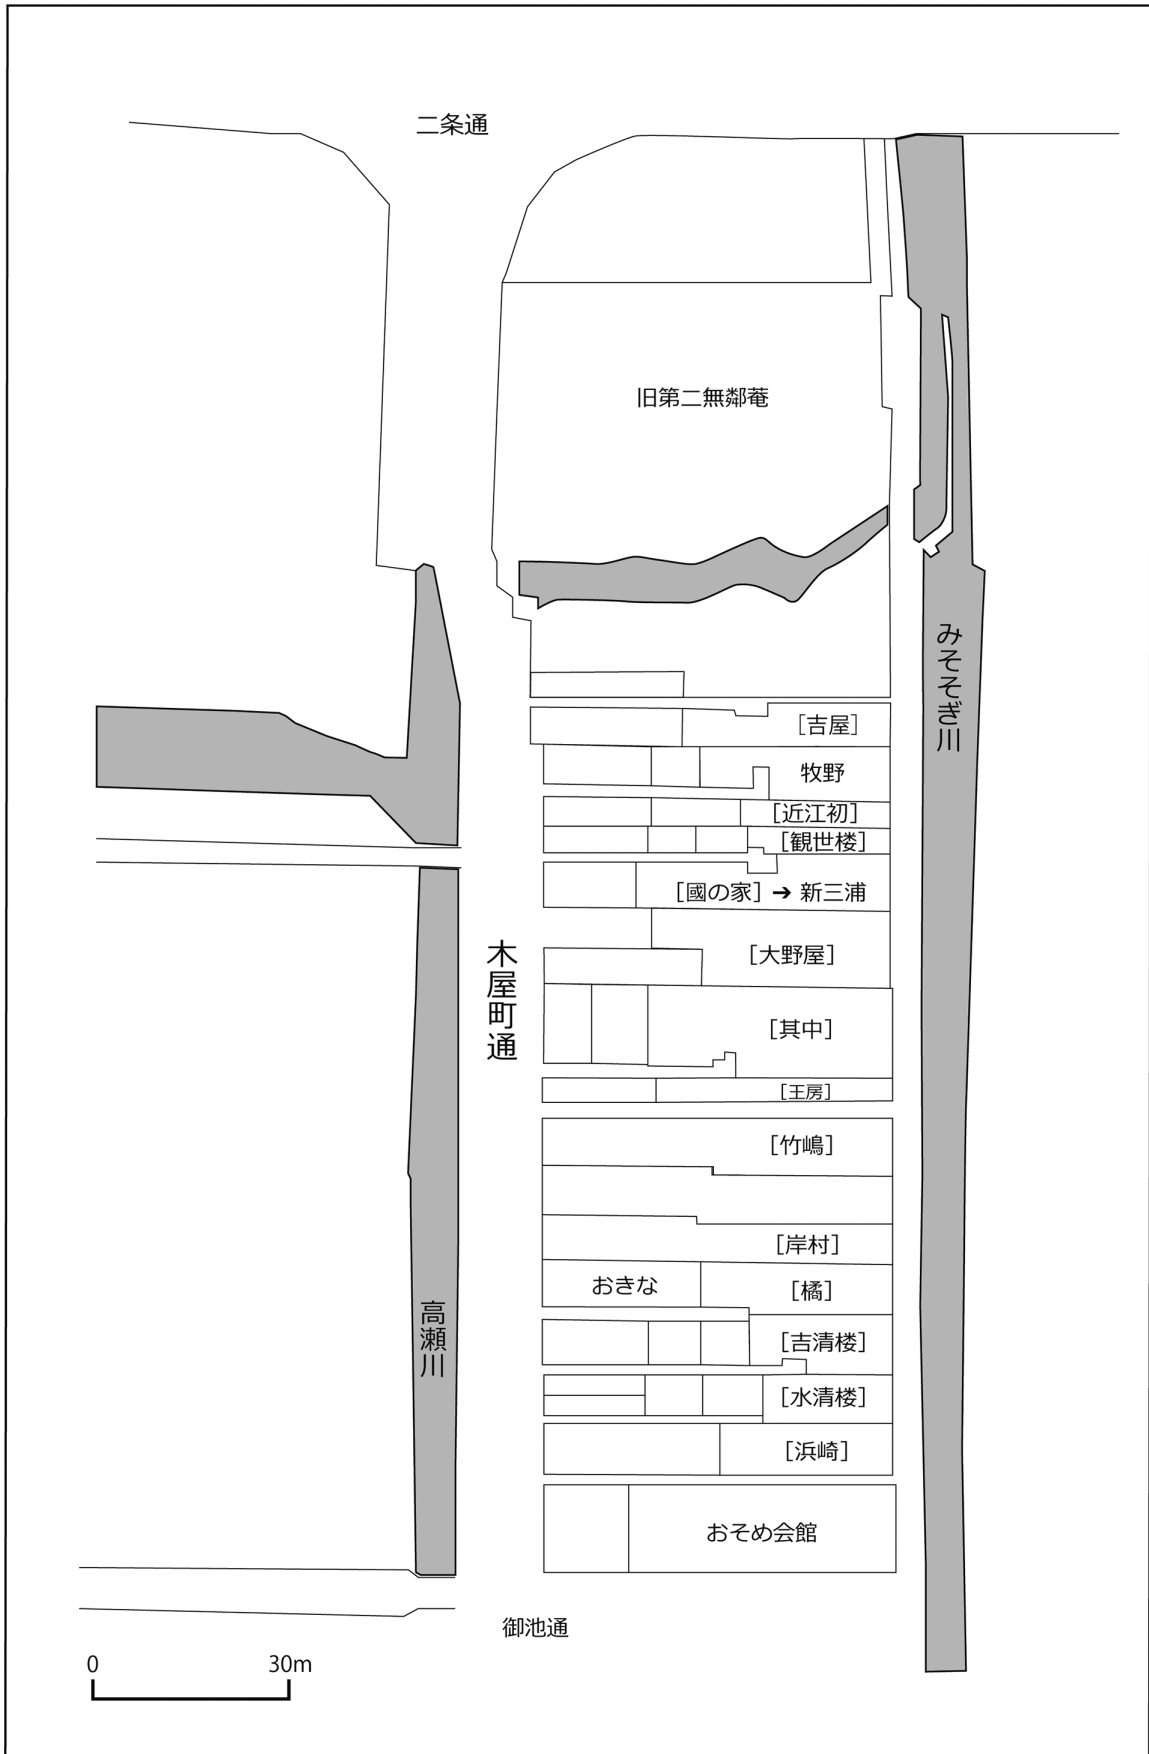 二条通
旧第二無鄰菴
みそそぎ川
［吉屋］
牧野
［近江初］
［観世楼］
［國の家］➔ 新三浦
［大野屋］
木屋町通
［其中］
［玉房］
［竹嶋］
［岸村］
おきな
［橘］
高瀬川
［吉清楼］
［水清楼］
［浜崎］
おそめ会館
御池通
0
30m